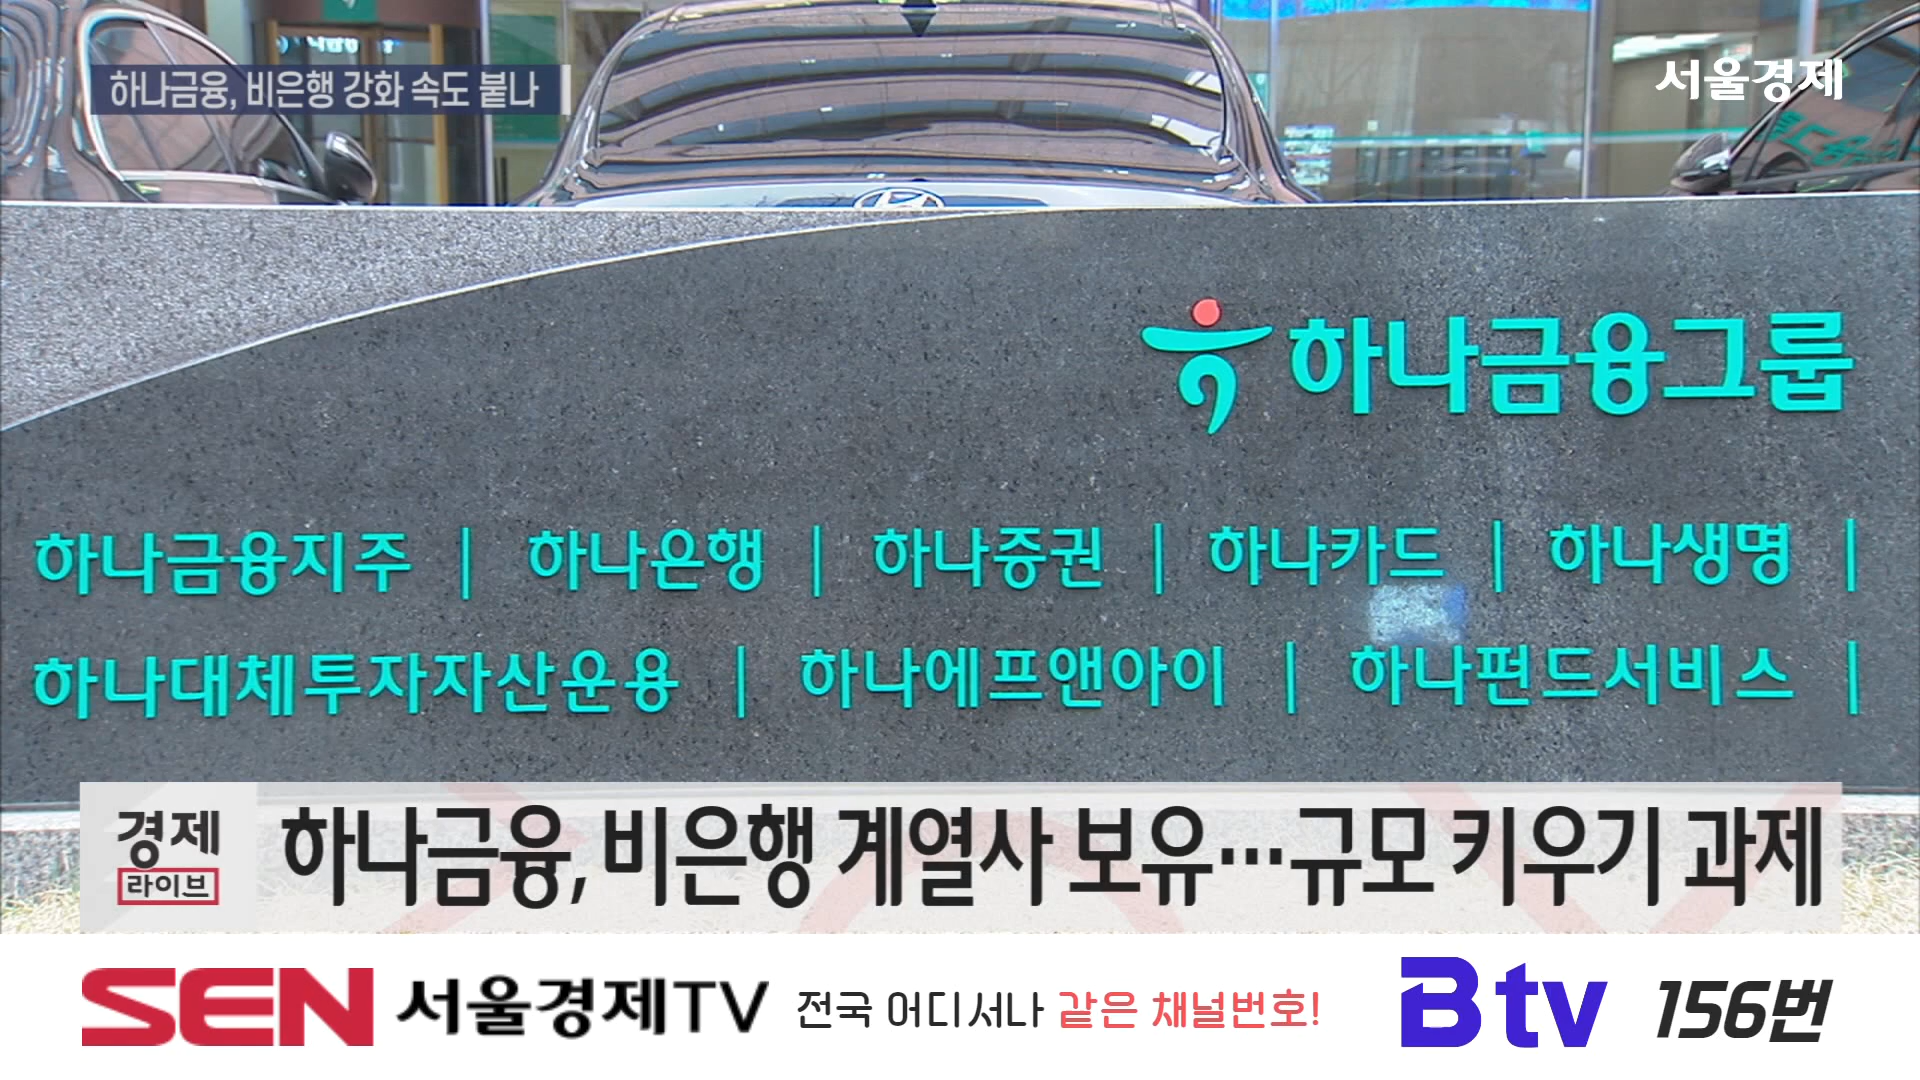 하나금융, 비은행 강화 속도 붙나
서울경제
하나금융그룹
하나금융지주 | 하나은행 | 하나증권 | 하나카드 | 하나생명 |
하나대체투자자산운용 | 하나에프앤아이 | 하나펀드서비스 |
경제
라이브
하나금융, 비은행 계열사 보유…규모 키우기 과제
SEN 서울경제TV 전국 어디서나 같은 채널번호! B tv 156번